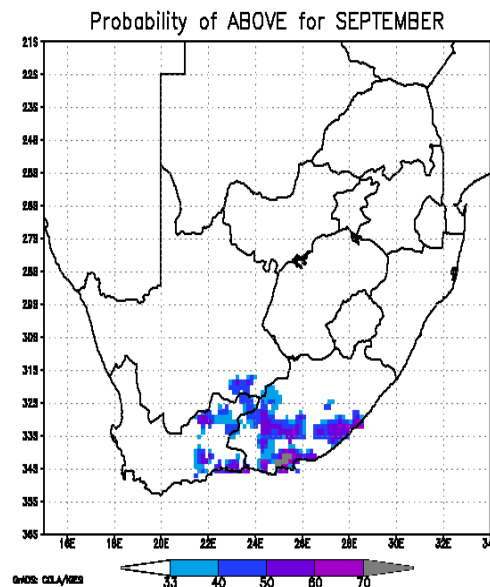 Probability of ABOVE for SEPTEMBER
21S
22S
23S
24S
25S
26S
27S
28S
29S
30S
31S
32S
33S
34S
35S
36S
16E 18E 20E 22E 24E 26E 28E 30E 32E 34
GrADS: COLA/IGES
33 40 50 60 70